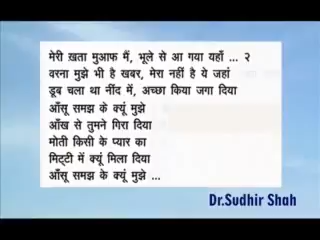 मेरी ख़ता मुआफ मैं, भूले से आ गया यहाँ ... २
वरना मुझे भी है खबर, मेरा नहीं है ये जहां
डूब चला था नींद में, अच्छा किया जगा दिया
आँसू समझ के क्यूं मुझे
आँख से तुमने गिरा दिया
मोती किसी के प्यार का
मिट्टी में क्यूं मिला दिया
आँसू समझ के क्यूं मुझे ...
Dr.Sudhir Shah